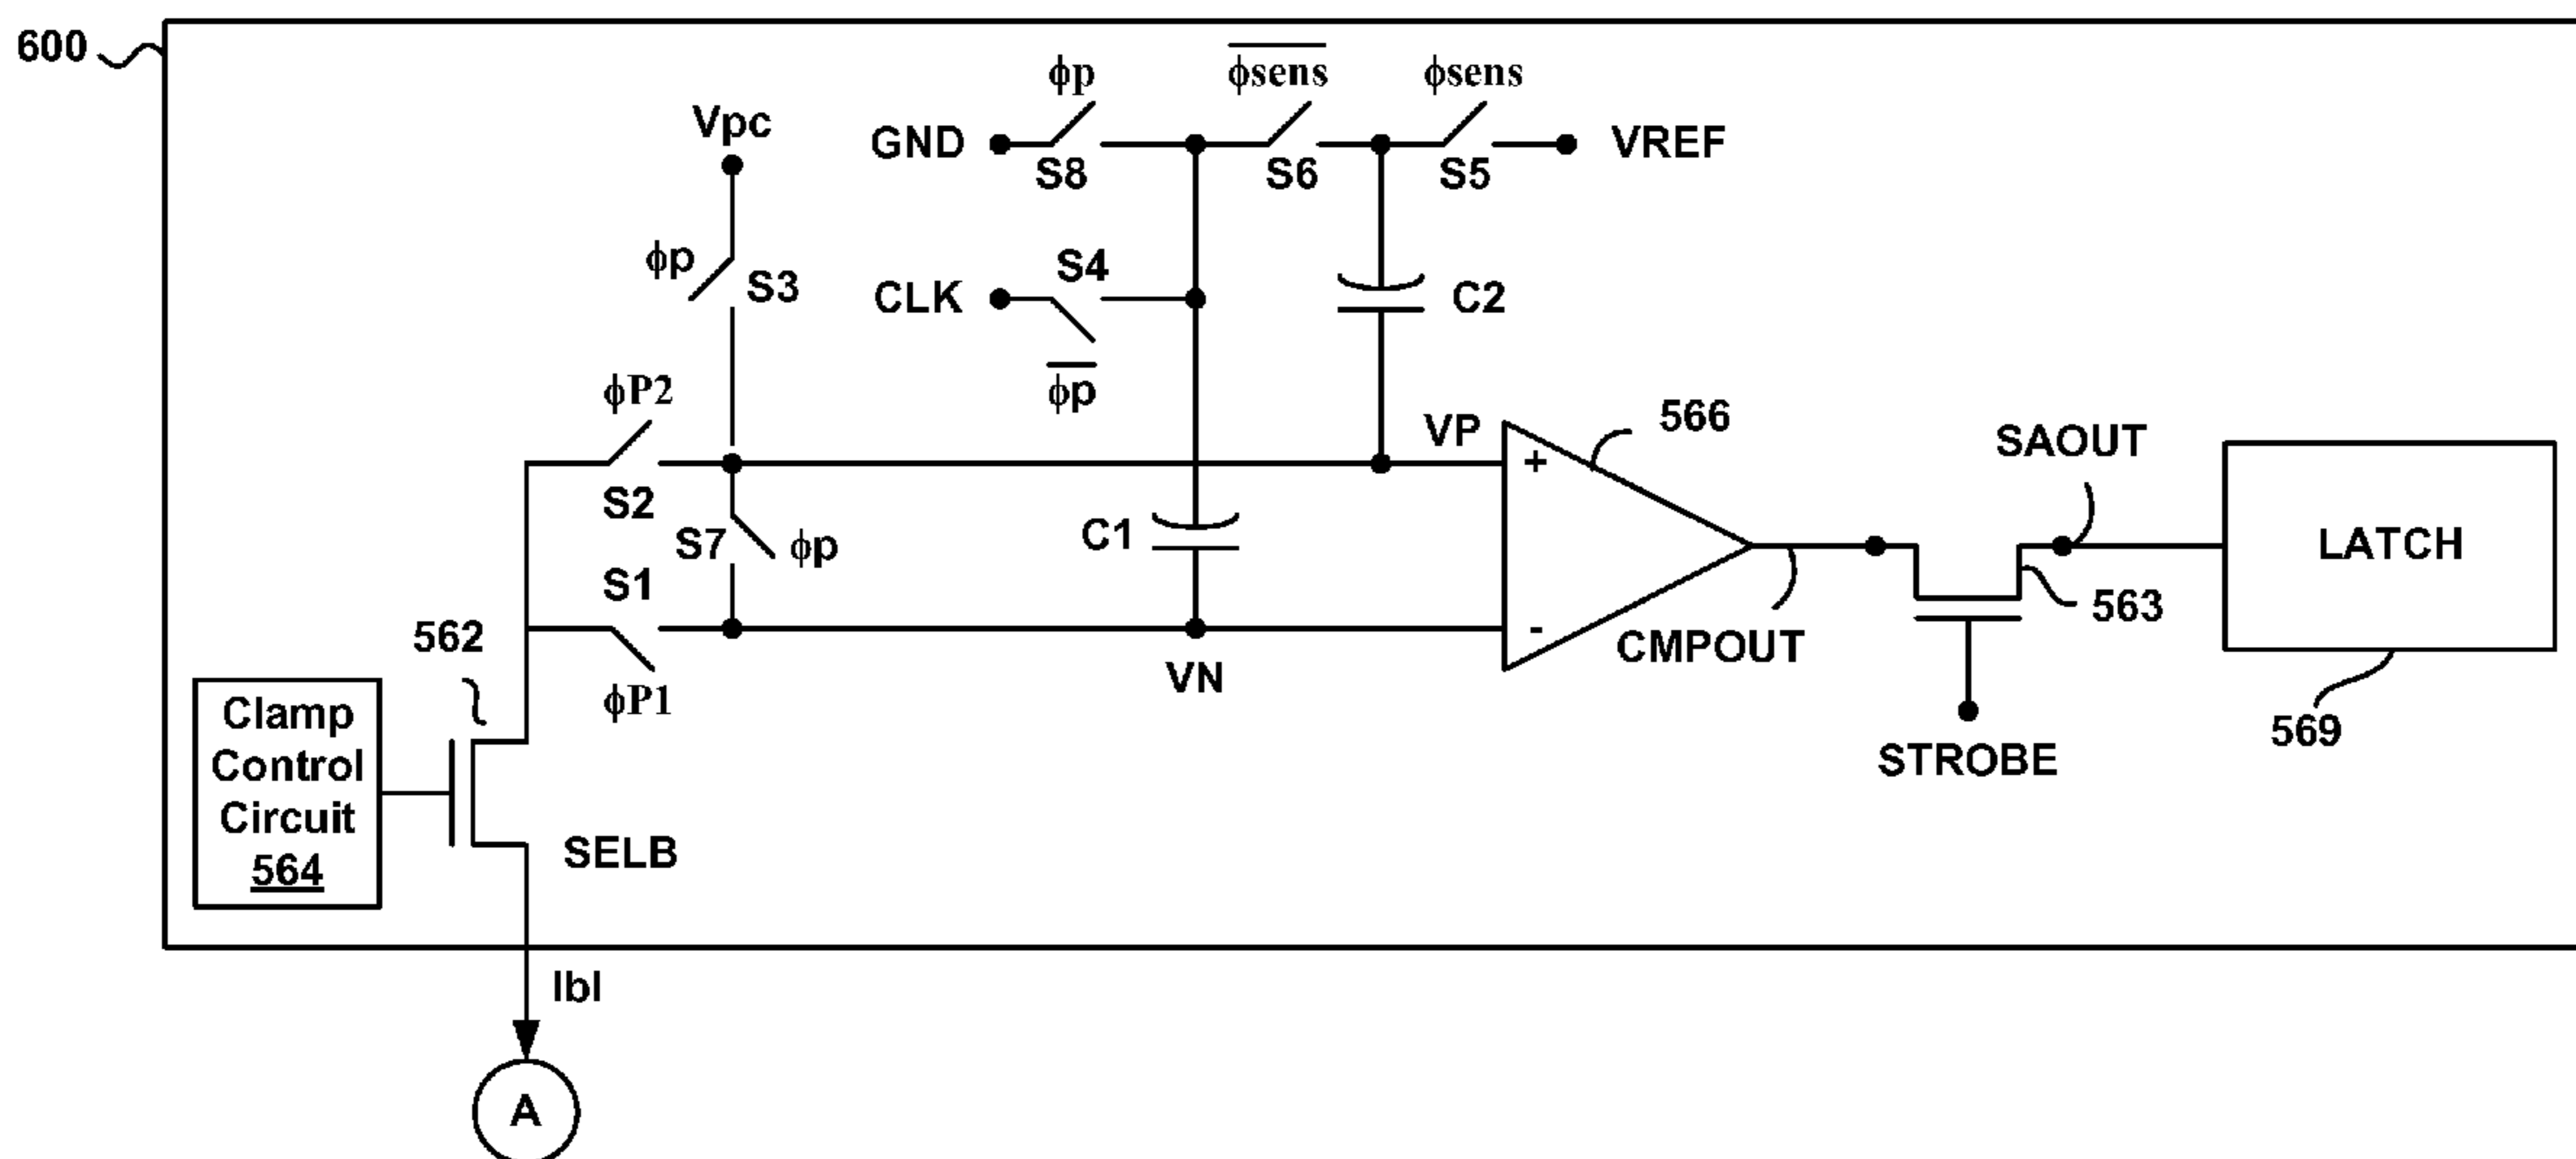 600
ϕp
ϕsens
ϕsens
Vpc
GND
S8
S6
S5
VREF
ϕp
S3
S4
CLK
C2
ϕp
ϕP2
VP
566
SAOUT
S2
+
S7
ϕp
C1
LATCH
S1
562
-
563
CMPOUT
ϕP1
VN
Clamp
Control
Circuit
564
STROBE
569
SELB
Ibl
A